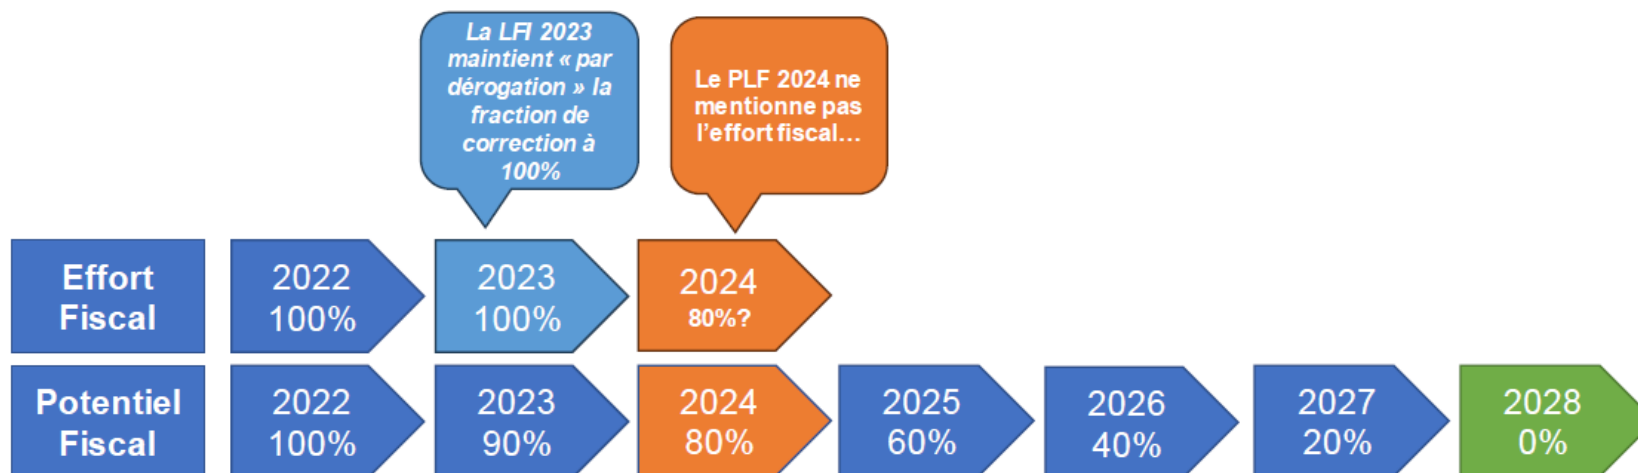 La LFI 2023
maintient « par
dérogation » la
fraction de
correction à
100%
Le PLF 2024 ne
mentionne pas
l’effort fiscal…
Effort
Fiscal
2022
100%
2023
100%
2024
80%?
Potentiel
Fiscal
2022
100%
2023
90%
2024
80%
2025
60%
2026
40%
2027
20%
2028
0%